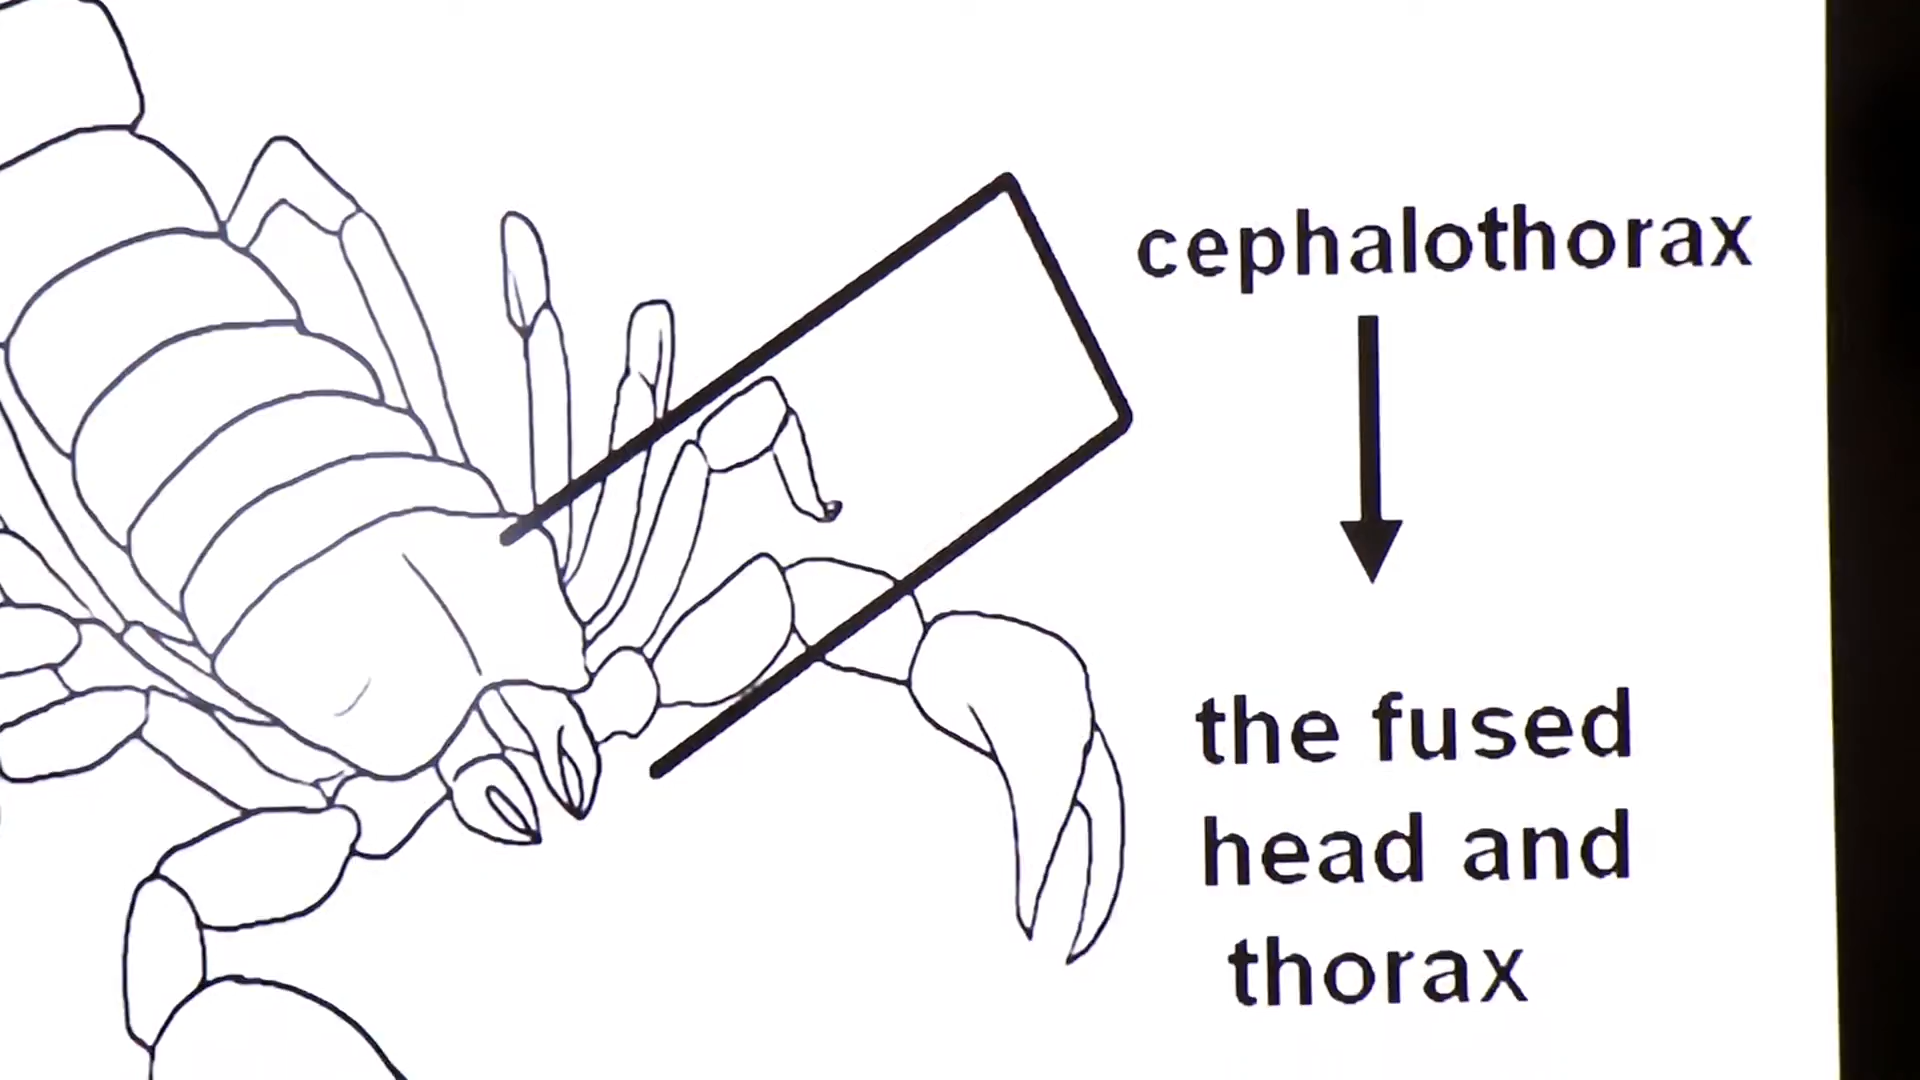 cephalothorax
the fused
head and
thorax